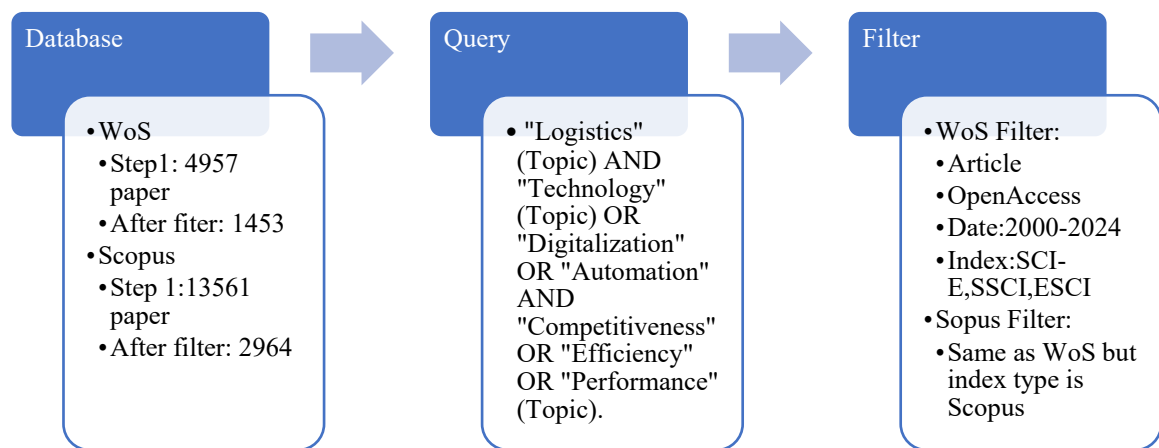 Database
•WoS
•Step1: 4957
paper
•After fiter: 1453
•Scopus
•Step 1:13561
paper
•After filter: 2964
Query
• "Logistics"
(Topic) AND
"Technology"
(Topic) OR
"Digitalization"
OR "Automation"
AND
"Competitiveness"
OR "Efficiency"
OR "Performance"
(Topic).
Filter
•WoS Filter:
•Article
•OpenAccess
•Date:2000-2024
•Index:SCI-
E,SSCI,ESCI
•Sopus Filter:
•Same as WoS but
index type is
Scopus